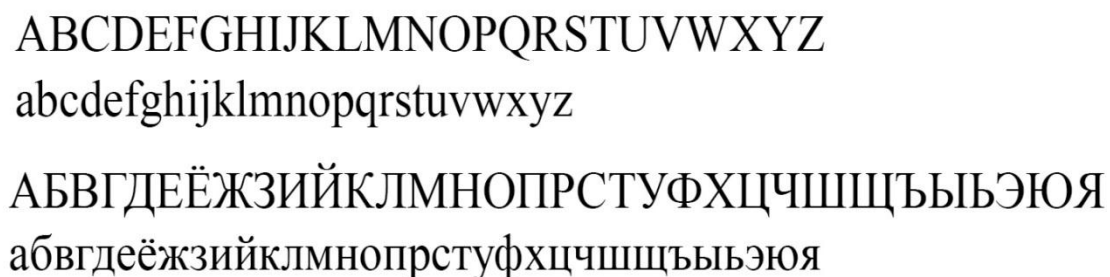 ABCDEFGHIJKLMNOPQRSTUVWXYZ
abcdefghijklmnopqrstuvwxyz
АБВГДЕЁЖЗИЙКЛМНОПРСТУФХЦЧШЩЪЫЬЭЮЯ
абвгдеёжзийклмнопрстуфхцчшщъыьэюя